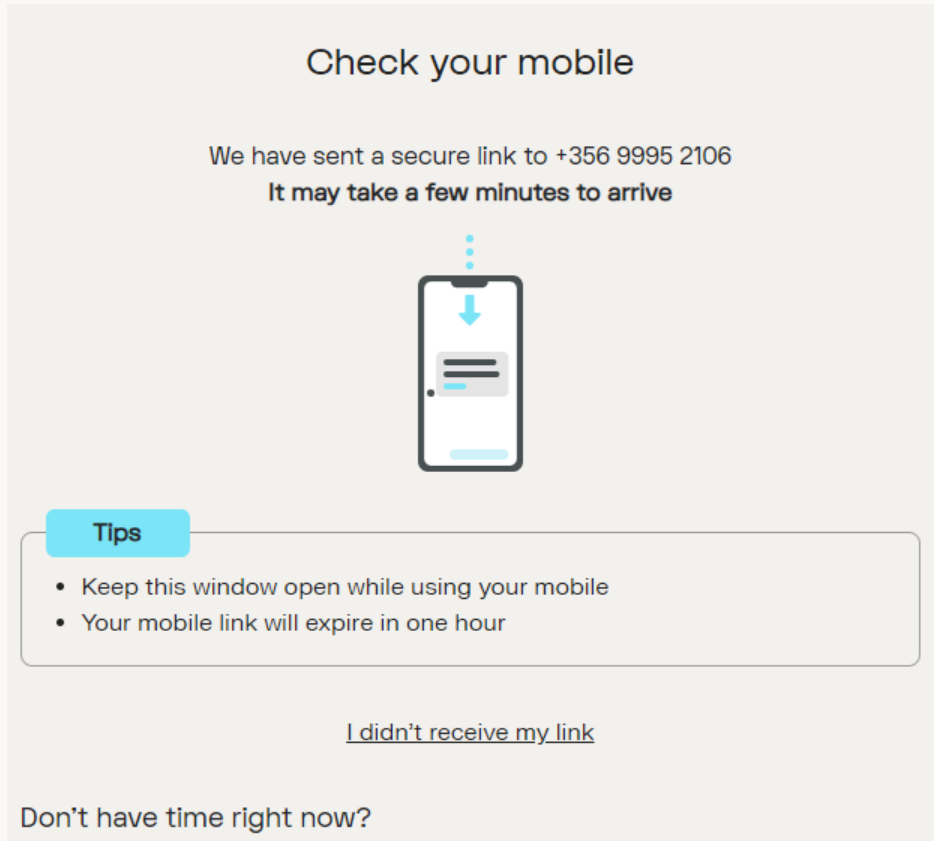 Check your mobile
We have sent a secure link to +356 9995 2106
It may take a few minutes to arrive
Tips
• Keep this window open while using your mobile
• Your mobile link will expire in one hour
I didn't receive my link
Don't have time right now?